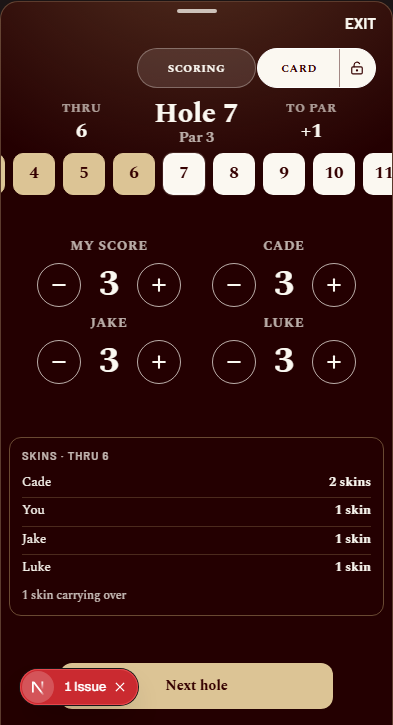 EXIT
SCORING
CARD
THRU
Hole 7
TO PAR
6
Par 3
+1
4 5 6 7 8 9 10 11
MY SCORE
CADE
− 3 +
− 3 +
JAKE
LUKE
− 3 +
− 3 +
SKINS · THRU 6
Cade 2 skins
You 1 skin
Jake 1 skin
Luke 1 skin
1 skin carrying over
N 1 Issue ×
Next hole